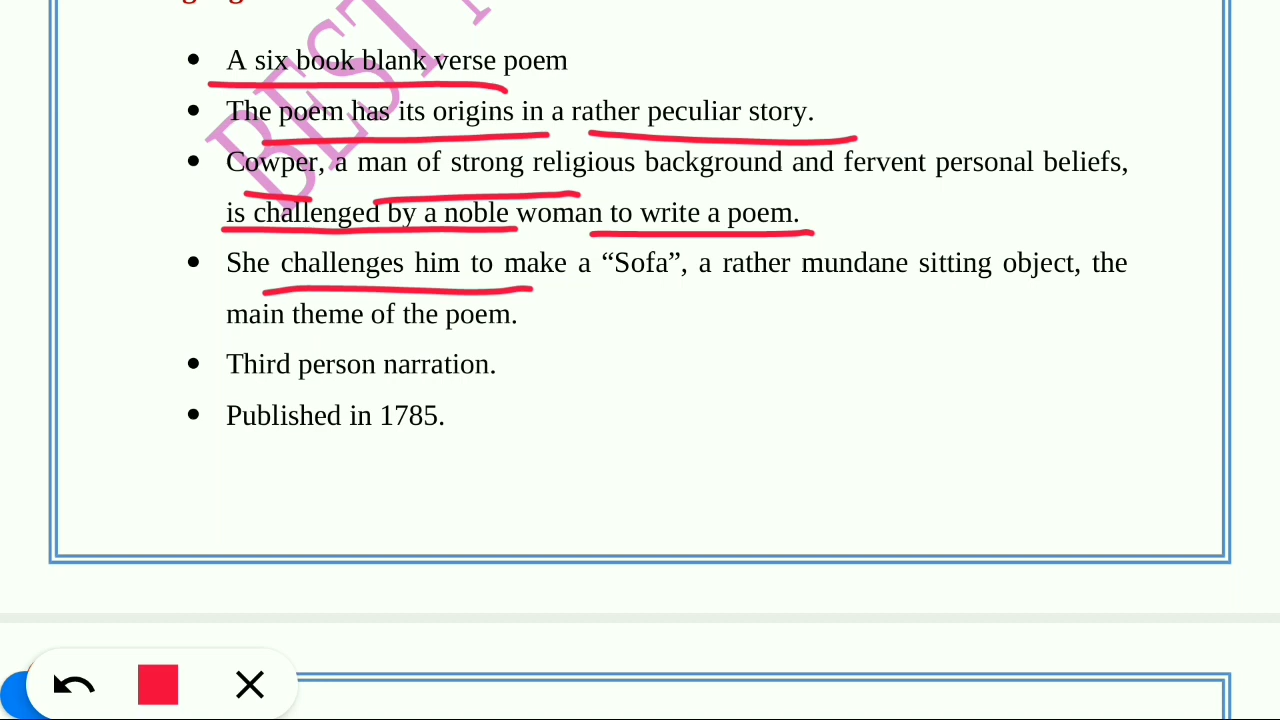 A six book blank verse poem
The poem has its origins in a rather peculiar story.
Cowper, a man of strong religious background and fervent personal beliefs,
is challenged by a noble woman to write a poem.
She challenges him to make a “Sofa”, a rather mundane sitting object, the
main theme of the poem.
Third person narration.
Published in 1785.
BEST